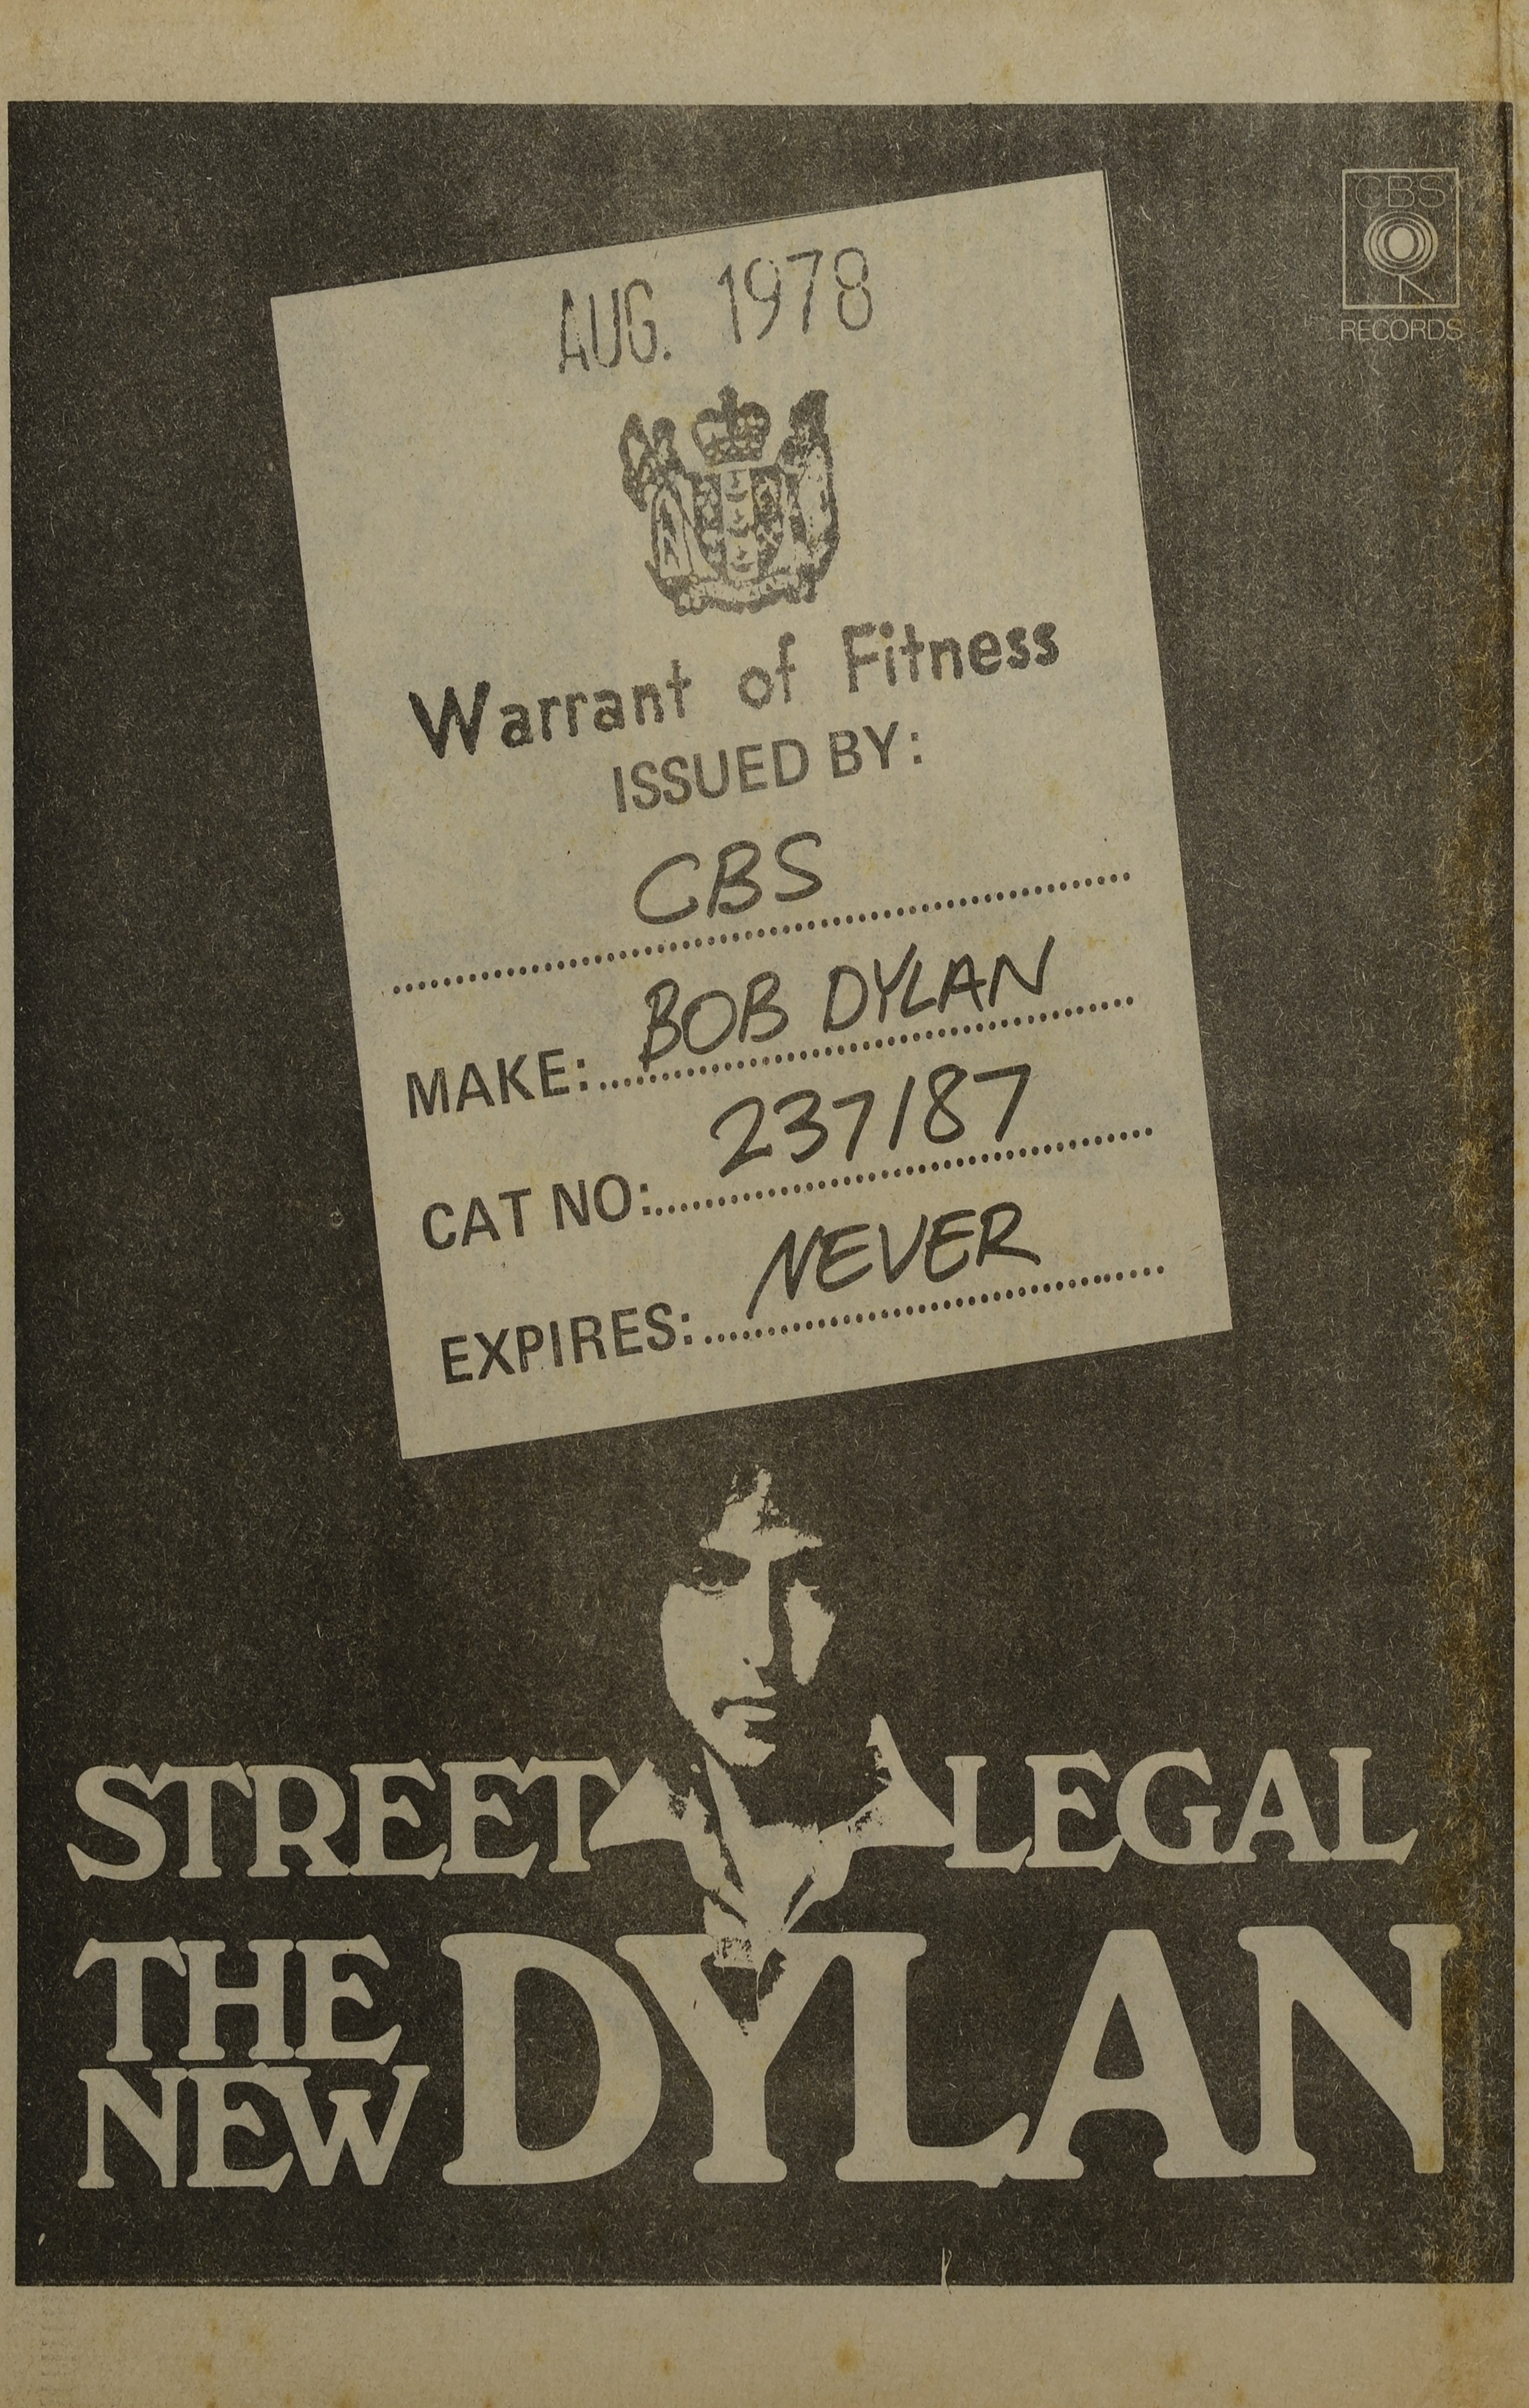 CBS
RECORDS
AUG. 1978
Warrant of Fitness
ISSUED BY:
CBS
MAKE: BOB DYLAN
CAT NO: 237187
EXPIRES: NEVER
STREET LEGAL
THE NEW DYLAN